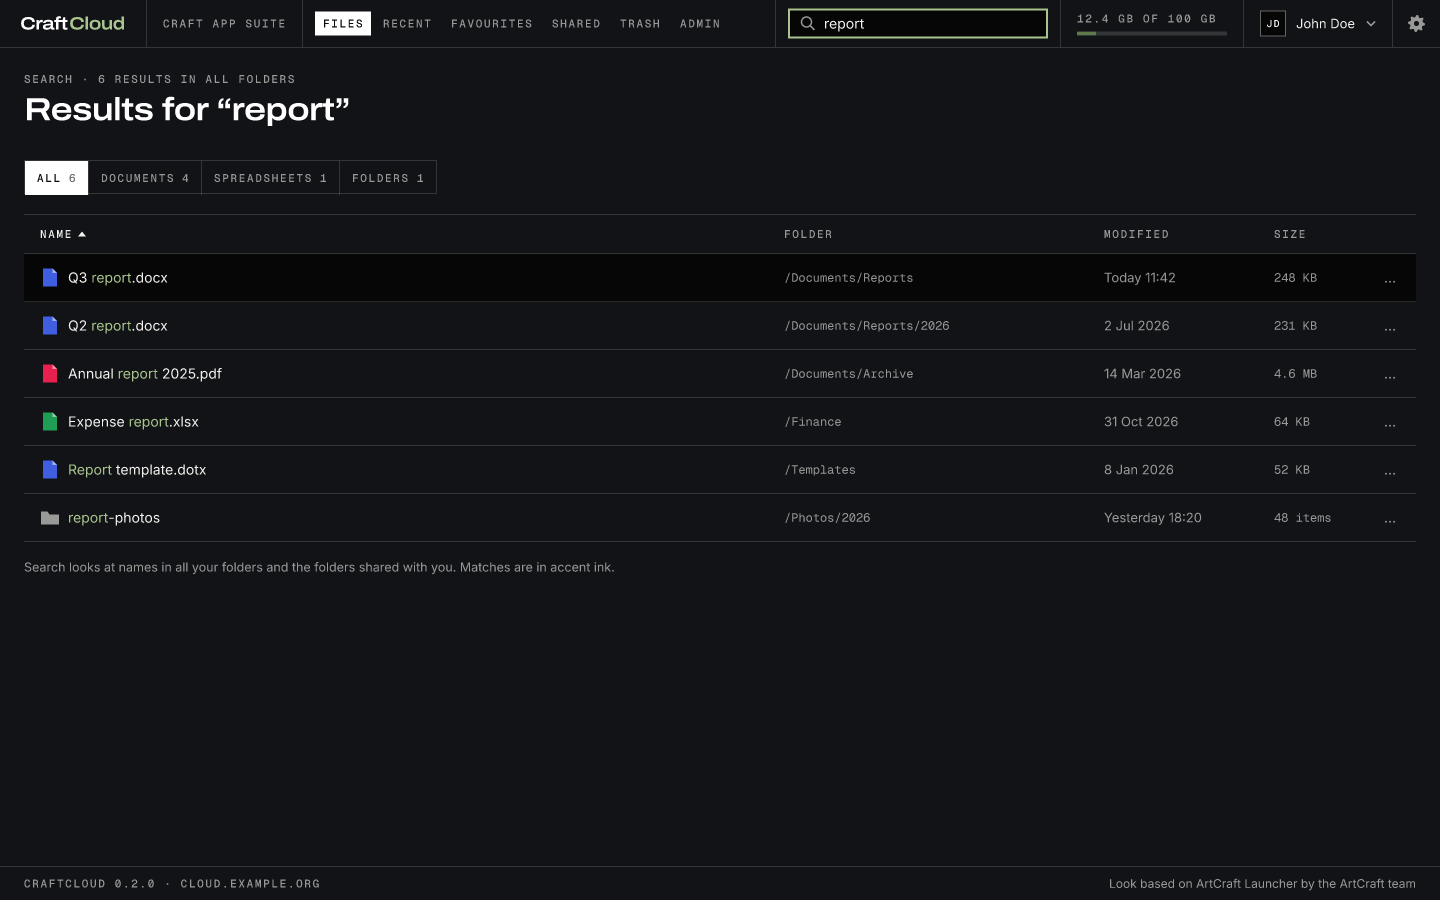 CraftCloud CRAFT APP SUITE FILES RECENT FAVOURITES SHARED TRASH ADMIN report 12.4 GB OF 100 GB JD John Doe
SEARCH · 6 RESULTS IN ALL FOLDERS
Results for “report”
ALL 6 DOCUMENTS 4 SPREADSHEETS 1 FOLDERS 1
NAME FOLDER MODIFIED SIZE
Q3 report.docx /Documents/Reports Today 11:42 248 KB ...
Q2 report.docx /Documents/Reports/2026 2 Jul 2026 231 KB ...
Annual report 2025.pdf /Documents/Archive 14 Mar 2026 4.6 MB ...
Expense report.xlsx /Finance 31 Oct 2026 64 KB ...
Report template.dotx /Templates 8 Jan 2026 52 KB ...
report-photos /Photos/2026 Yesterday 18:20 48 items ...
Search looks at names in all your folders and the folders shared with you. Matches are in accent ink.
CRAFTCLOUD 0.2.0 · CLOUD.EXAMPLE.ORG Look based on ArtCraft Launcher by the ArtCraft team